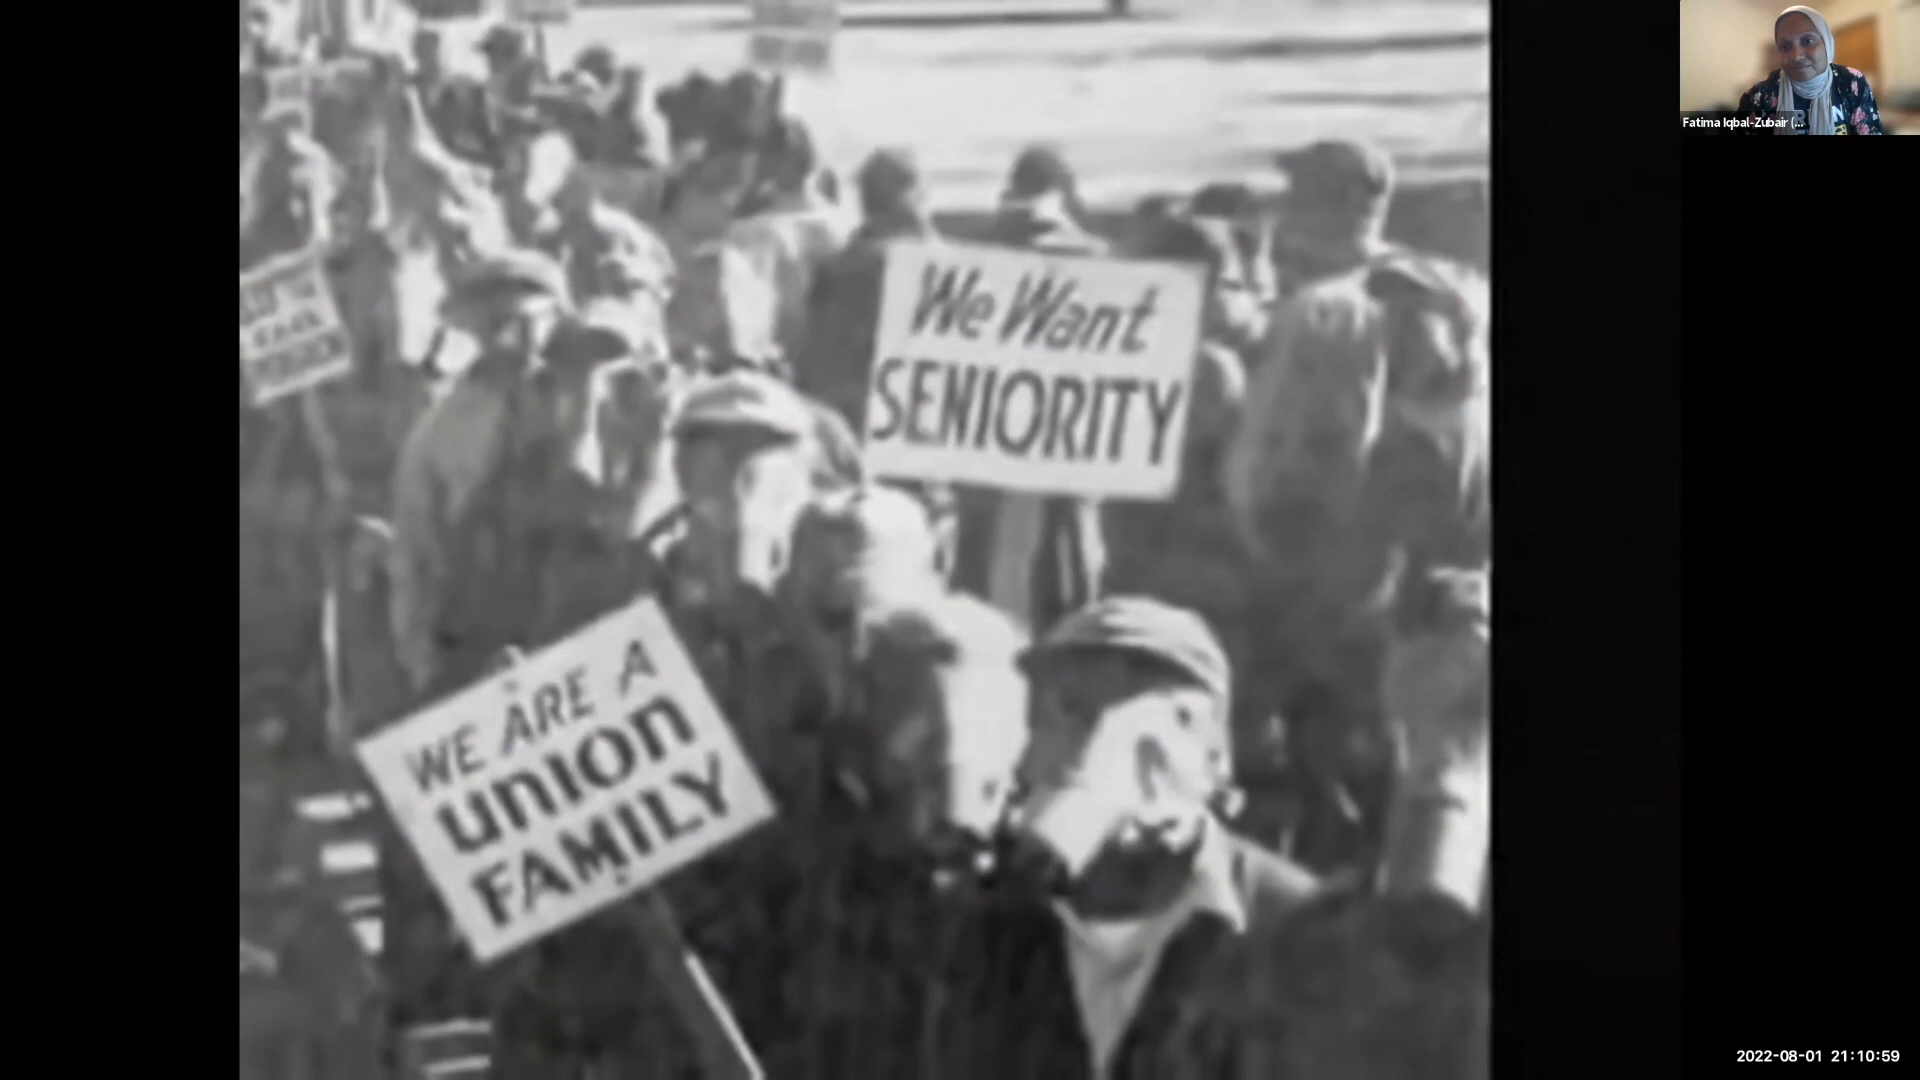 Fatima Iqbal-Zubair (...
We Want
SENIORITY
WE ARE A
UNION
FAMILY
2022-08-01 21:10:59